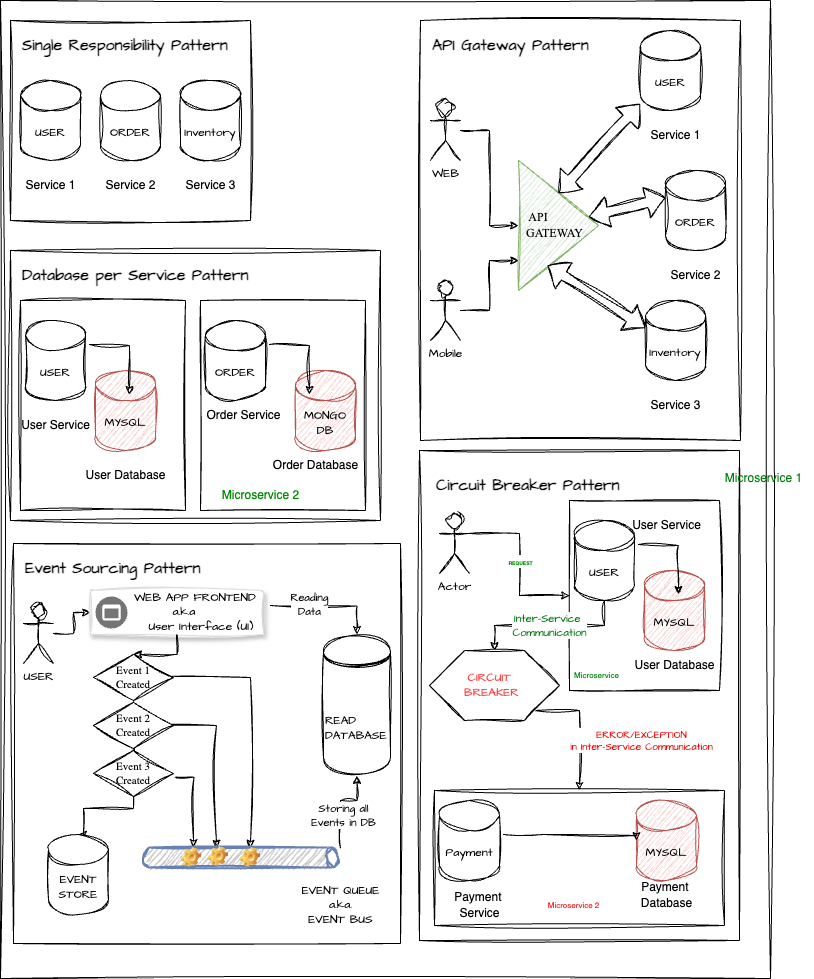 Single Responsibility Pattern
USER
ORDER
Inventory
Service 1
Service 2
Service 3
API Gateway Pattern
WEB
Mobile
API
GATEWAY
USER
Service 1
ORDER
Service 2
Inventory
Service 3
Database per Service Pattern
USER
User Service
MYSQL
User Database
ORDER
Order Service
MONGO
DB
Order Database
Microservice 2
Microservice 1
Circuit Breaker Pattern
Actor
REQUEST
User Service
USER
MYSQL
User Database
Microservice
Inter-Service
Communication
CIRCUIT
BREAKER
ERROR/EXCEPTION
in Inter-Service Communication
Payment
Payment
Service
MYSQL
Payment
Database
Microservice 2
Event Sourcing Pattern
USER
WEB APP FRONTEND
a.k.a
User Interface (UI)
Reading
Data
Event 1
Created
Event 2
Created
Event 3
Created
READ
DATABASE
Storing all
Events in DB
EVENT
STORE
EVENT QUEUE
a.k.a.
EVENT BUS